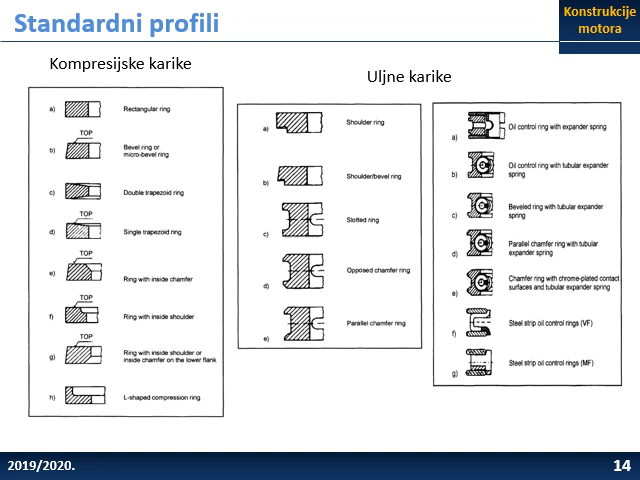 Standardni profili
Konstrukcije
motora
Kompresijske karike
Uljne karike
a) Rectangular ring
TOP
b) Bevel ring or
micro-bevel ring
c) Double trapezoid ring
TOP
d) Single trapezoid ring
TOP
e) Ring with inside chamfer
TOP
f) Ring with inside shoulder
TOP
g) Ring with inside shoulder or
inside chamfer on the lower flank
h) L-shaped compression ring
a) Shoulder ring
b) Shoulder/bevel ring
c) Slotted ring
d) Opposed chamfer ring
e) Parallel chamfer ring
a) Oil control ring with expander spring
b) Oil control ring with tubular expander
spring
c) Beveled ring with tubular expander
spring
d) Parallel chamfer ring with tubular
expander spring
e) Chamfer ring with chrome-plated contact
surfaces and tubular expander spring
f) Steel strip oil control rings (VF)
g) Steel strip oil control rings (MF)
2019/2020.
14